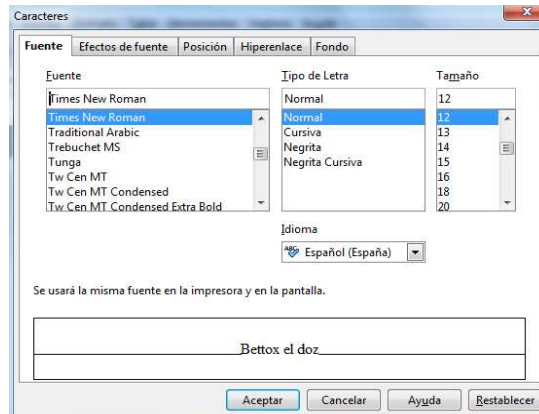 Caracteres
Fuente Efectos de fuente Posición Hiperenlace Fondo
Fuente Tipo de Letra Tamaño
Times New Roman Normal 12
Times New Roman Normal 12
Traditional Arabic Cursiva 13
Trebuchet MS Negrita 14
Tunga Negrita Cursiva 15
Tw Cen MT 16
Tw Cen MT Condensed 18
Tw Cen MT Condensed Extra Bold 20
Idioma
ABC Español (España)
Se usará la misma fuente en la impresora y en la pantalla.
Bettox el doz
Aceptar Cancelar Ayuda Restablecer